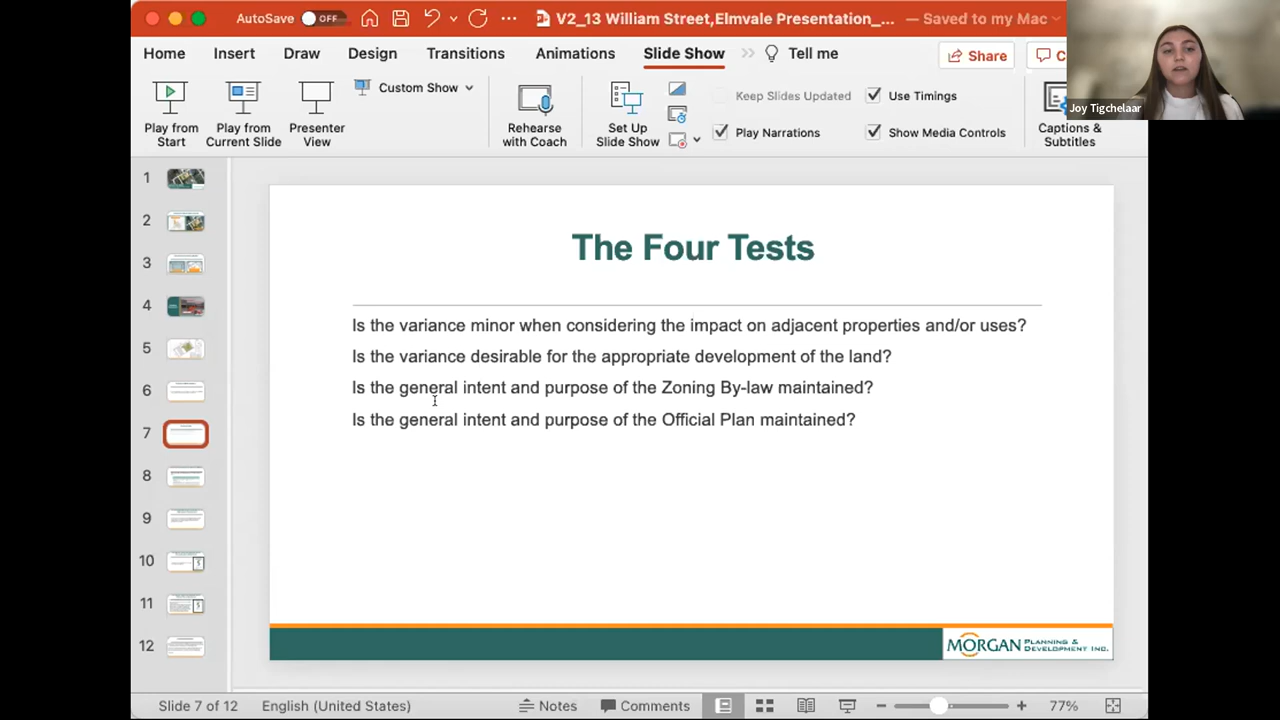 AutoSave OFF V2_13 William Street,Elmvale Presentation_... — Saved to my Mac
Home Insert Draw Design Transitions Animations Slide Show Tell me Share C
Custom Show Keep Slides Updated Use Timings
Play Narrations Show Media Controls
Joy Tigchelaar
Play from Start
Play from Current Slide
Presenter View
Rehearse with Coach
Set Up Slide Show
Captions & Subtitles
1
2
3
4
5
6
7
8
9
10
11
12
The Four Tests
Is the variance minor when considering the impact on adjacent properties and/or uses?
Is the variance desirable for the appropriate development of the land?
Is the general intent and purpose of the Zoning By-law maintained?
Is the general intent and purpose of the Official Plan maintained?
MORGAN PLANNING & DEVELOPMENT INC.
Slide 7 of 12 English (United States) Notes Comments 77%